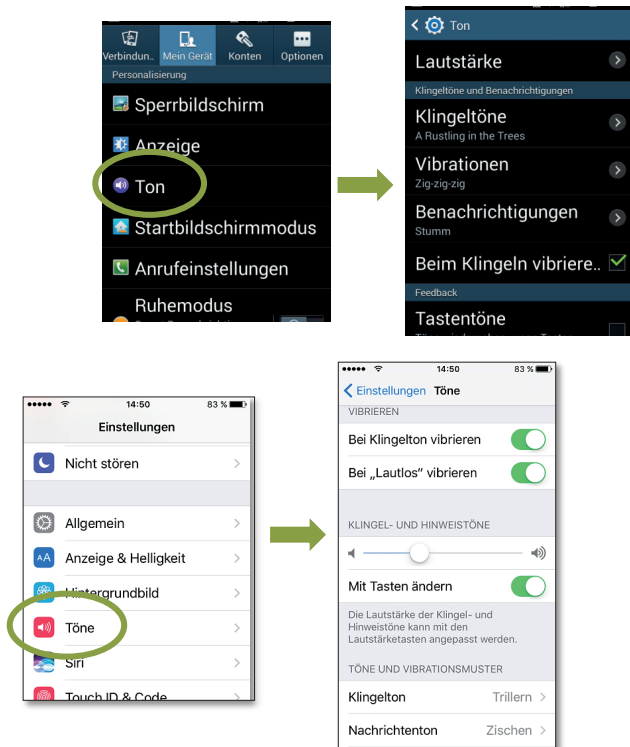 Verbindun.. Mein Gerät Konten Optionen
Personalisierung
Sperrbildschirm
Anzeige
Ton
Startbildschirmmodus
Anrufeinstellungen
Ruhemodus
Ton
Lautstärke
Klingeltöne und Benachrichtigungen
Klingeltöne
A Rustling in the Trees
Vibrationen
Zig-zig-zig
Benachrichtigungen
Stumm
Beim Klingeln vibriere..
Feedback
Tastentöne
14:50 83 %
Einstellungen
Nicht stören
Allgemein
AA Anzeige & Helligkeit
Hintergrundbild
Töne
Siri
Touch ID & Code
14:50 83 %
Einstellungen Töne
VIBRIEREN
Bei Klingelton vibrieren
Bei „Lautlos“ vibrieren
KLINGEL- UND HINWEISTÖNE
Mit Tasten ändern
Die Lautstärke der Klingel- und
Hinweistöne kann mit den
Lautstärketasten angepasst werden.
TÖNE UND VIBRATIONSMUSTER
Klingelton Trillern
Nachrichtenton Zischen